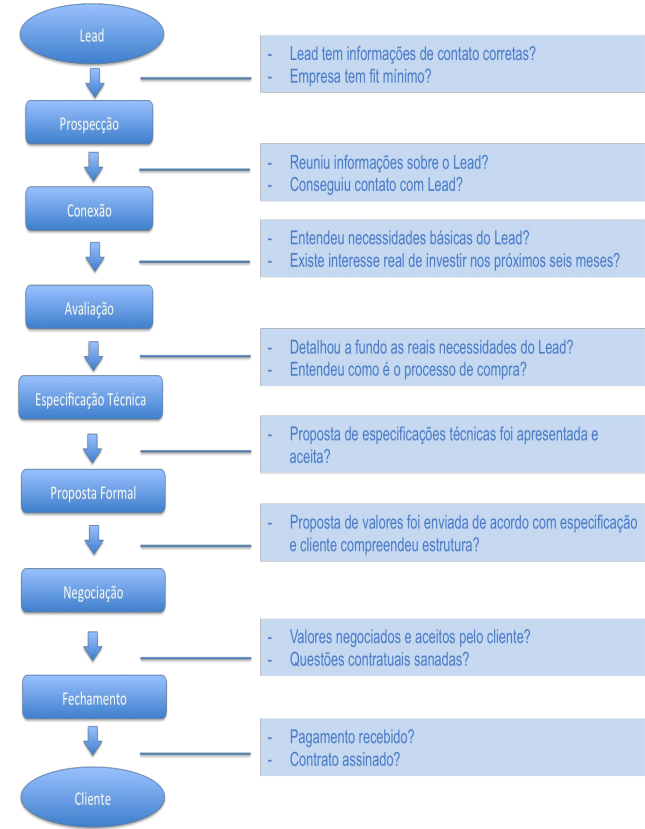 Lead
- Lead tem informações de contato corretas?
- Empresa tem fit mínimo?
Prospecção
- Reuniu informações sobre o Lead?
- Conseguiu contato com Lead?
Conexão
- Entendeu necessidades básicas do Lead?
- Existe interesse real de investir nos próximos seis meses?
Avaliação
- Detalhou a fundo as reais necessidades do Lead?
- Entendeu como é o processo de compra?
Especificação Técnica
- Proposta de especificações técnicas foi apresentada e
aceita?
Proposta Formal
- Proposta de valores foi enviada de acordo com especificação
e cliente compreendeu estrutura?
Negociação
- Valores negociados e aceitos pelo cliente?
- Questões contratuais sanadas?
Fechamento
- Pagamento recebido?
- Contrato assinado?
Cliente